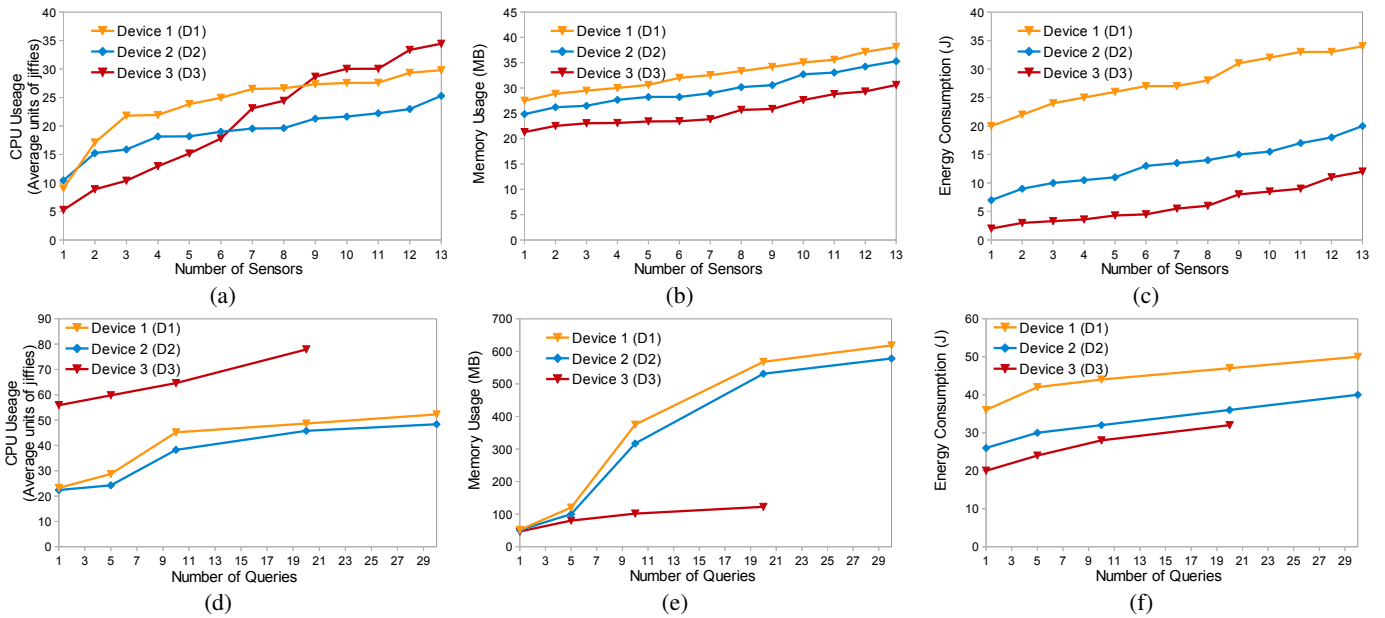 CPU Useage
(Average units of jiffies)
40
35
30
25
20
15
10
5
0
Device 1 (D1)
Device 2 (D2)
Device 3 (D3)
1 2 3 4 5 6 7 8 9 10 11 12 13
Number of Sensors
(a)
Memory Usage (MB)
45
40
35
30
25
20
15
10
5
0
Device 1 (D1)
Device 2 (D2)
Device 3 (D3)
1 2 3 4 5 6 7 8 9 10 11 12 13
Number of Sensors
(b)
Energy Consumption (J)
40
35
30
25
20
15
10
5
0
Device 1 (D1)
Device 2 (D2)
Device 3 (D3)
1 2 3 4 5 6 7 8 9 10 11 12 13
Number of Sensors
(c)
CPU Useage
(Average units of jiffies)
90
80
70
60
50
40
30
20
10
0
Device 1 (D1)
Device 2 (D2)
Device 3 (D3)
1 3 5 7 9 11 13 15 17 19 21 23 25 27 29
Number of Queries
(d)
Memory Usage (MB)
700
600
500
400
300
200
100
0
Device 1 (D1)
Device 2 (D2)
Device 3 (D3)
1 3 5 7 9 11 13 15 17 19 21 23 25 27 29
Number of Queries
(e)
Energy Consumption (J)
60
50
40
30
20
10
0
Device 1 (D1)
Device 2 (D2)
Device 3 (D3)
1 3 5 7 9 11 13 15 17 19 21 23 25 27 29
Number of Queries
(f)